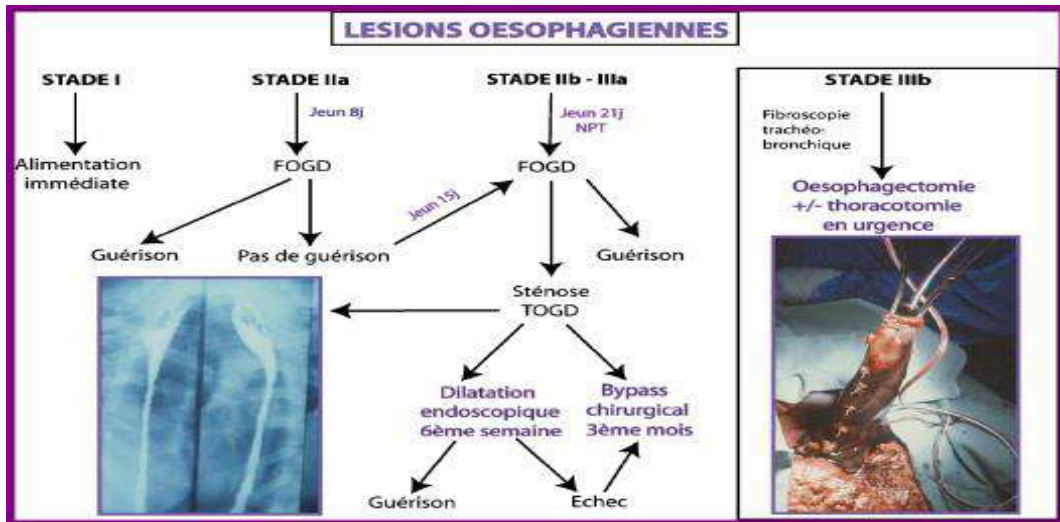 LESIONS OESOPHAGIENNES
STADE I
STADE IIa
STADE IIb - IIIa
STADE IIIb
Jeun 8j
Jeun 21j
NPT
Fibroscopie
trachéo-
bronchique
Alimentation
immédiate
FOGD
FOGD
Jeun 15j
Oesophagectomie
+/- thoracotomie
en urgence
Guérison
Pas de guérison
Guérison
Sténose
TOGD
Dilatation
endoscopique
6ème semaine
Bypass
chirurgical
3ème mois
Guérison
Echec